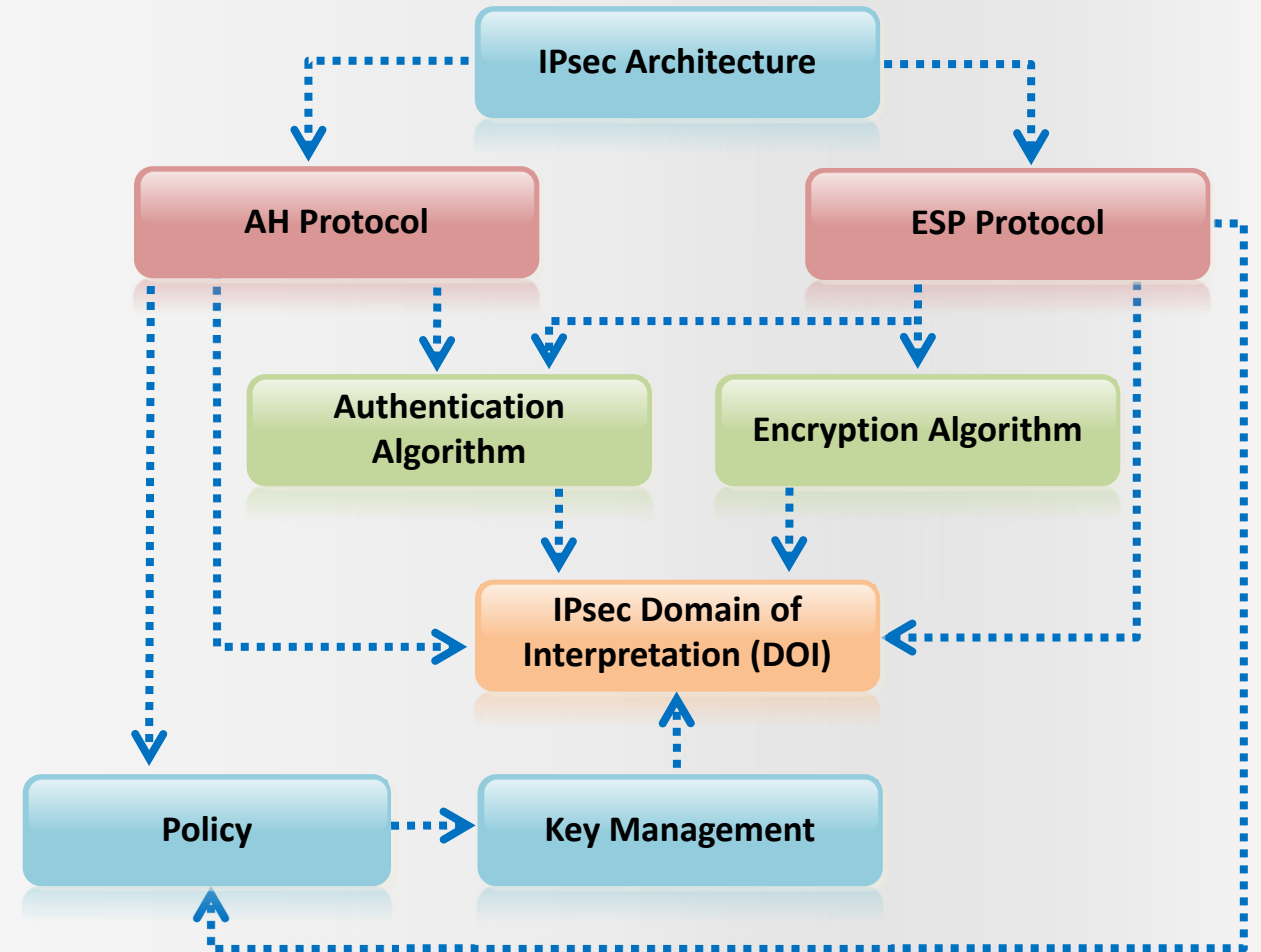 IPsec Architecture
AH Protocol
ESP Protocol
Authentication
Algorithm
Encryption Algorithm
IPsec Domain of
Interpretation (DOI)
Policy
Key Management